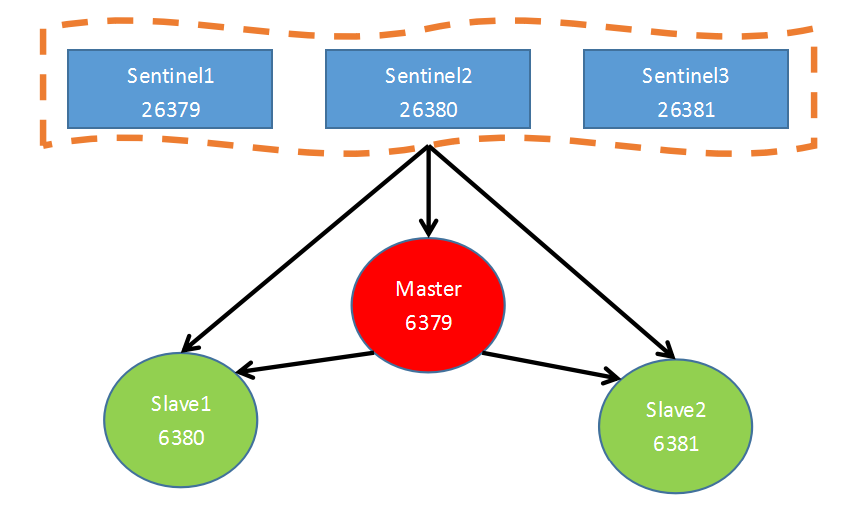 Sentinel1
26379
Sentinel2
26380
Sentinel3
26381
Master
6379
Slave1
6380
Slave2
6381